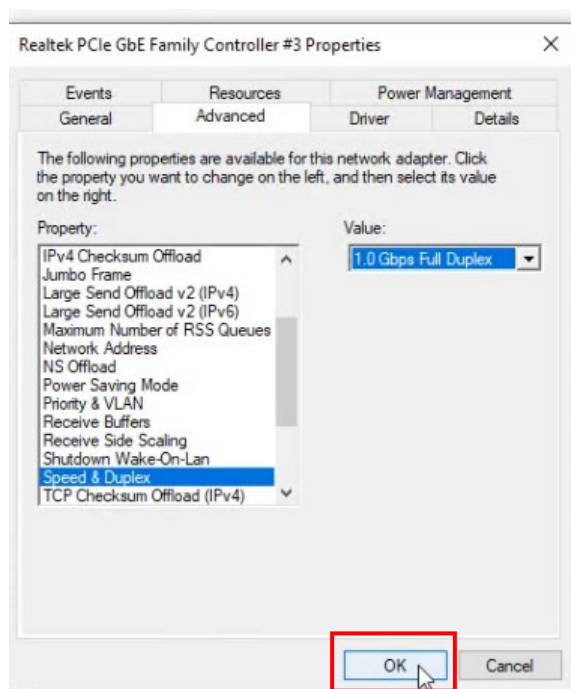 Realtek PCIe GbE Family Controller #3 Properties
Events Resources Power Management
General Advanced Driver Details
The following properties are available for this network adapter. Click
the property you want to change on the left, and then select its value
on the right.
Property: Value:
IPv4 Checksum Offload
1.0 Gbps Full Duplex
Jumbo Frame
Large Send Offload v2 (IPv4)
Large Send Offload v2 (IPv6)
Maximum Number of RSS Queues
Network Address
NS Offload
Power Saving Mode
Priority & VLAN
Receive Buffers
Receive Side Scaling
Shutdown Wake-On-Lan
Speed & Duplex
TCP Checksum Offload (IPv4)
OK Cancel